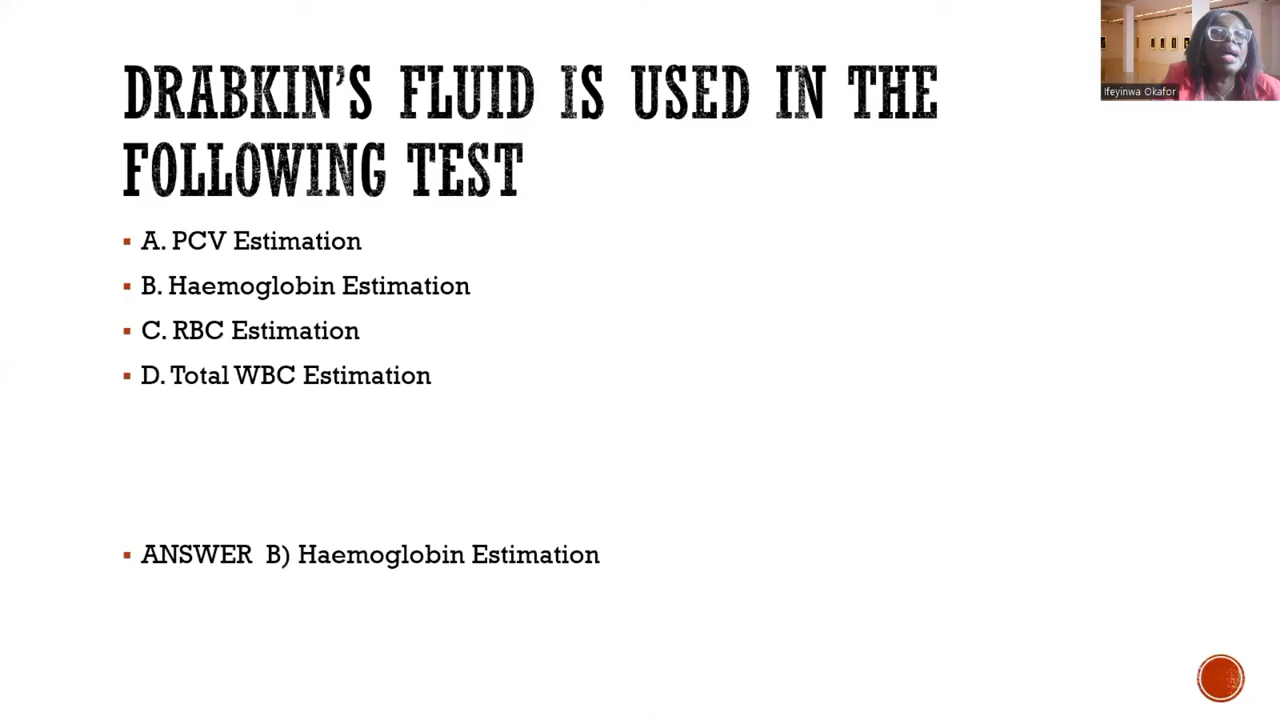 DRABKIN'S FLUID IS USED IN THE
FOLLOWING TEST
A. PCV Estimation
B. Haemoglobin Estimation
C. RBC Estimation
D. Total WBC Estimation
ANSWER B) Haemoglobin Estimation
Ifeyinwa Okafor